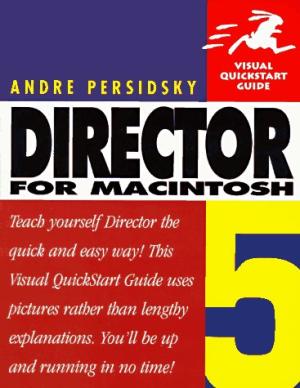 VISUAL
QUICKSTART
GUIDE
ANDRE PERSIDSKY
DIRECTOR
FOR MACINTOSH
5
Teach yourself Director the
quick and easy way! This
Visual QuickStart Guide uses
pictures rather than lengthy
explanations. You'll be up
and running in no time!